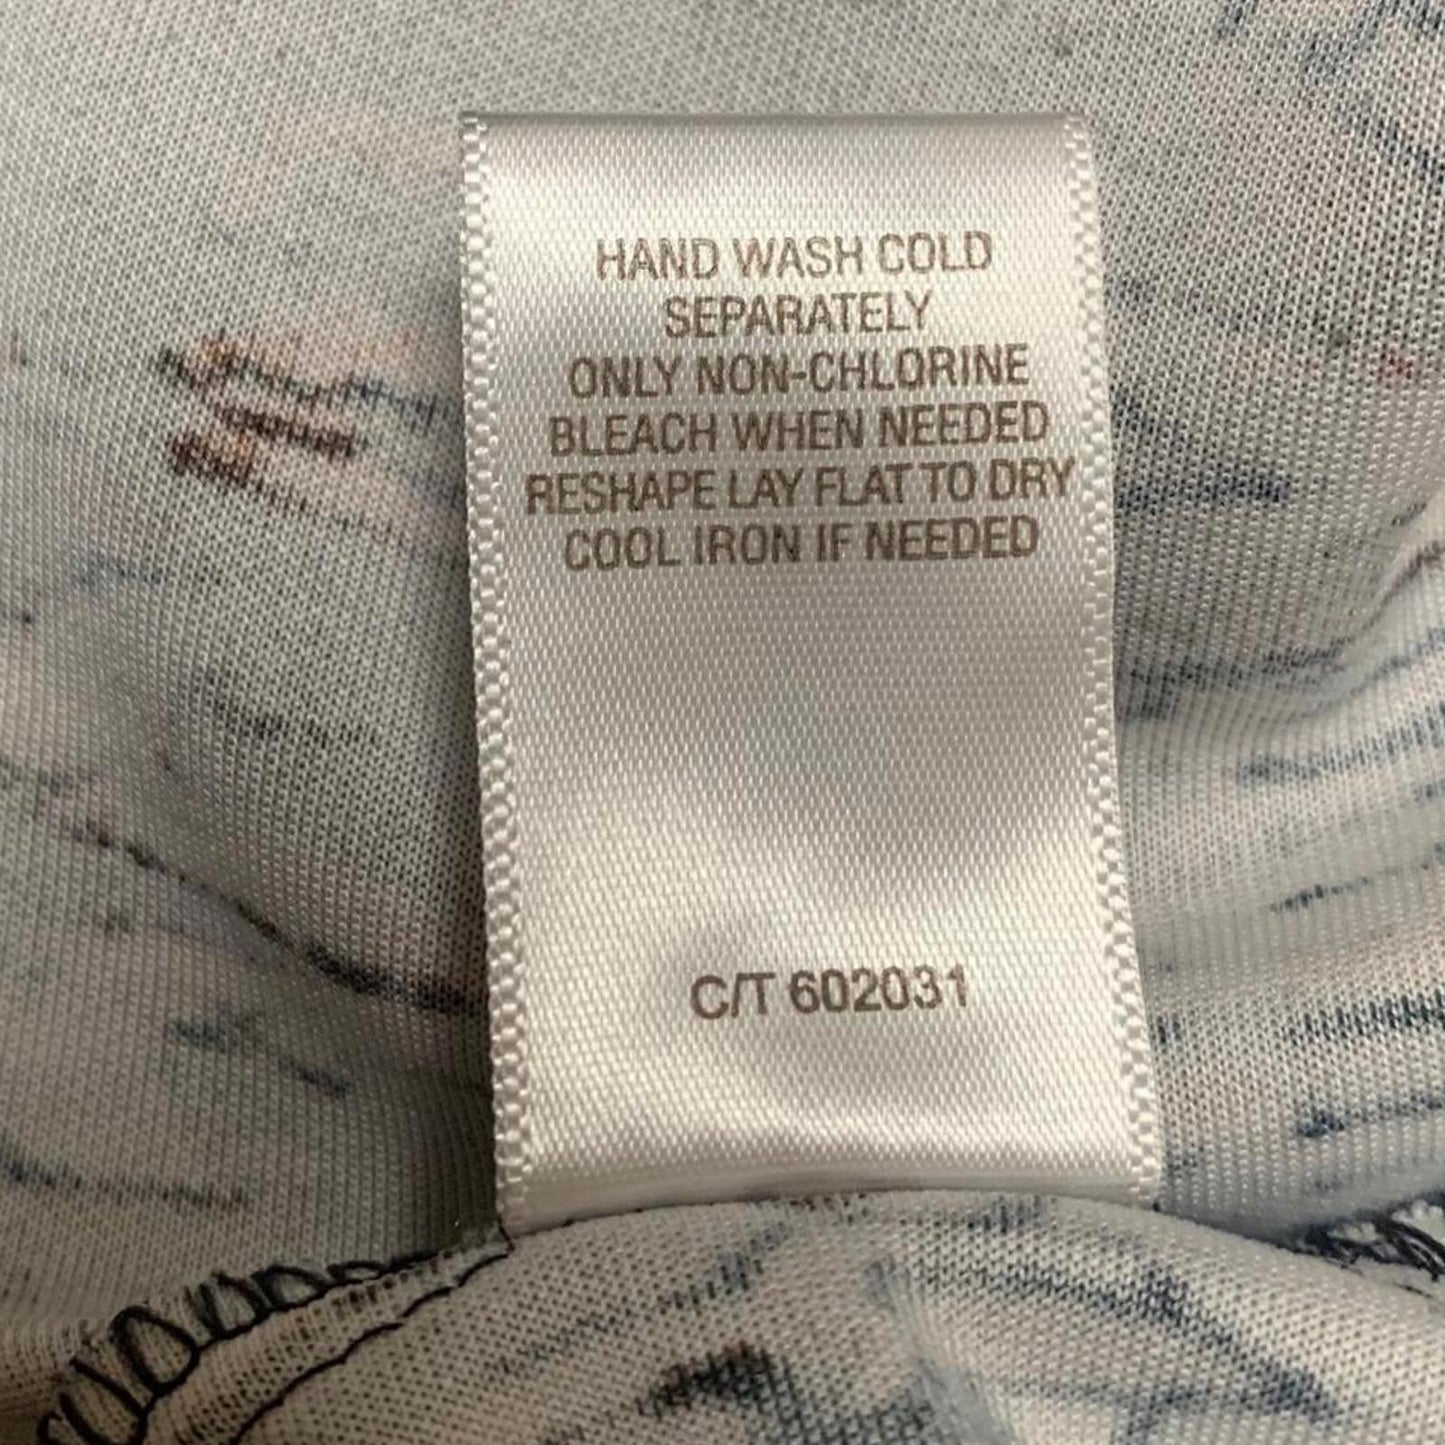 HAND WASH COLD
SEPARATELY
ONLY NON-CHLORINE
BLEACH WHEN NEEDED
RESHAPE LAY FLAT TO DRY
COOL IRON IF NEEDED
C/T 602031